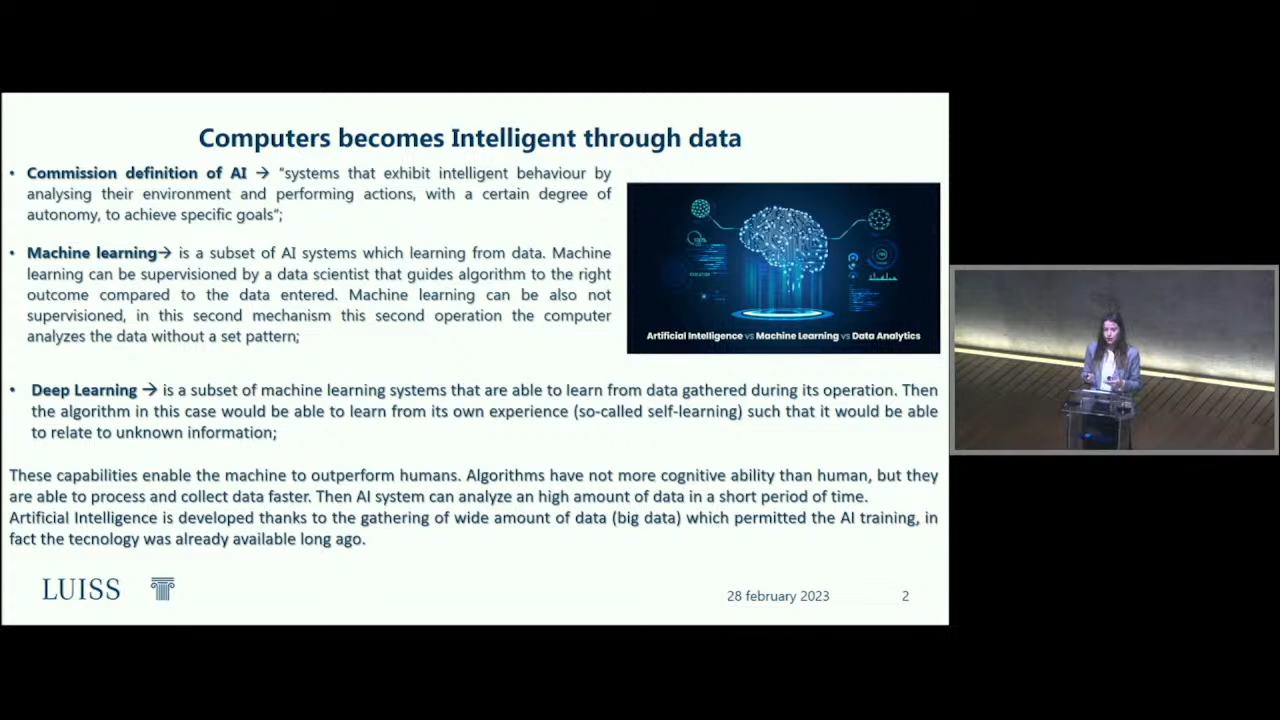 Computers becomes Intelligent through data
• Commission definition of AI → "systems that exhibit intelligent behaviour by
analysing their environment and performing actions, with a certain degree of
autonomy, to achieve specific goals";
• Machine learning→ is a subset of AI systems which learning from data. Machine
learning can be supervised by a data scientist that guides algorithm to the right
outcome compared to the data entered. Machine learning can be also not
supervised, in this second mechanism this second operation the computer
analyzes the data without a set pattern;
100%
Artificial Intelligence vs Machine Learning vs Data Analytics
• Deep Learning → is a subset of machine learning systems that are able to learn from data gathered during its operation. Then
the algorithm in this case would be able to learn from its own experience (so-called self-learning) such that it would be able
to relate to unknown information;
These capabilities enable the machine to outperform humans. Algorithms have not more cognitive ability than human, but they
are able to process and collect data faster. Then AI system can analyze an high amount of data in a short period of time.
Artificial Intelligence is developed thanks to the gathering of wide amount of data (big data) which permitted the AI training, in
fact the tecnology was already available long ago.
LUISS
28 february 2023
2